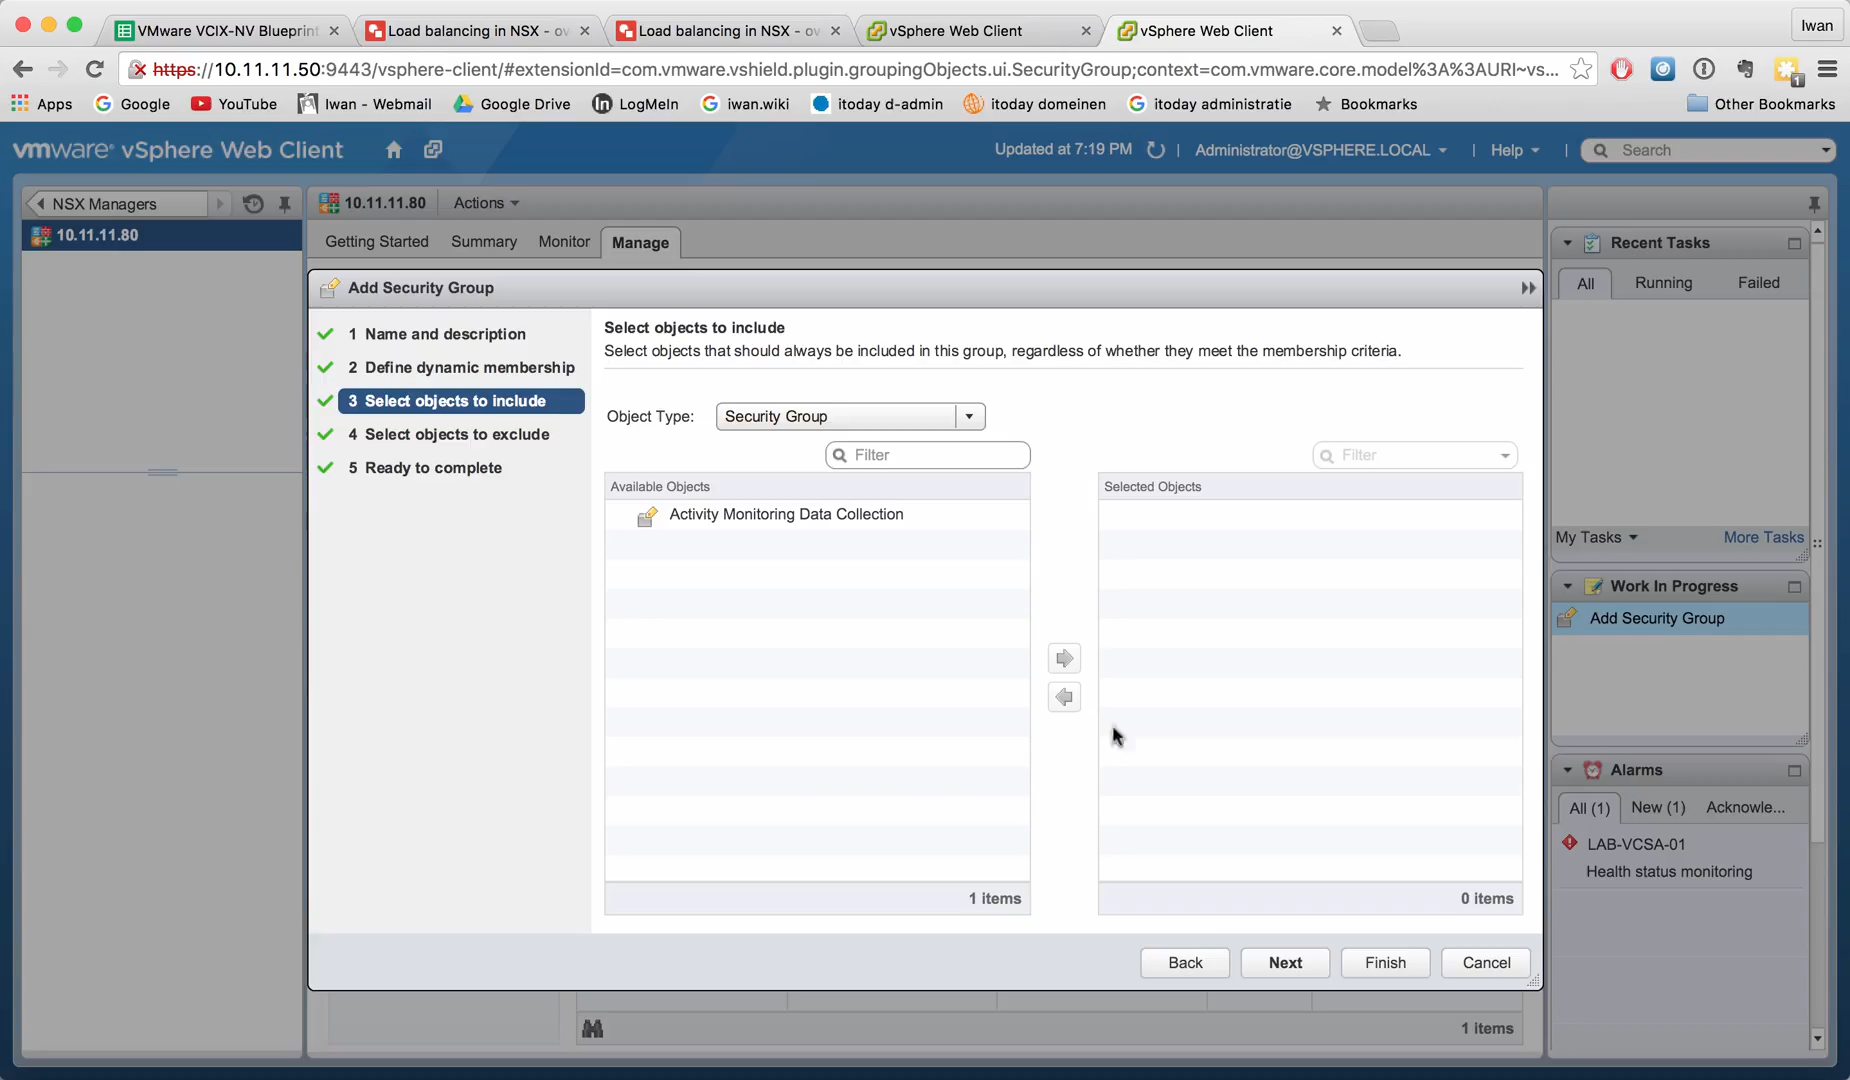 VMware VCIX-NV Blueprint
Load balancing in NSX - ov
Load balancing in NSX - ov
vSphere Web Client
vSphere Web Client
Iwan
https://10.11.11.50:9443/vsphere-client/#extensionId=com.vmware.vshield.plugin.groupingObjects.ui.SecurityGroup;context=com.vmware.core.model%3A%3AURI~vs...
1
Apps
Google
YouTube
Iwan - Webmail
Google Drive
LogMeIn
iwan.wiki
itoday d-admin
itoday domeinen
itoday administratie
Bookmarks
Other Bookmarks
vmware vSphere Web Client
Updated at 7:19 PM
Administrator@VSPHERE.LOCAL
Help
Search
NSX Managers
10.11.11.80
Actions
10.11.11.80
Getting Started
Summary
Monitor
Manage
Add Security Group
1 Name and description
2 Define dynamic membership
3 Select objects to include
4 Select objects to exclude
5 Ready to complete
Select objects to include
Select objects that should always be included in this group, regardless of whether they meet the membership criteria.
Object Type:
Security Group
Filter
Filter
Available Objects
Selected Objects
Activity Monitoring Data Collection
1 items
0 items
Back
Next
Finish
Cancel
1 items
Recent Tasks
All
Running
Failed
My Tasks
More Tasks
Work In Progress
Add Security Group
Alarms
All (1)
New (1)
Acknowle...
LAB-VCSA-01
Health status monitoring